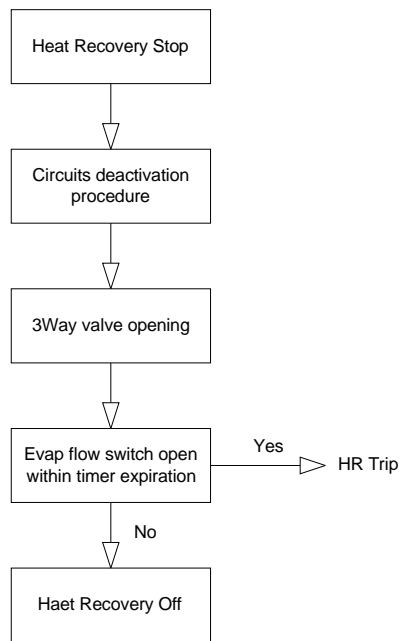 Heat Recovery Stop
Circuits deactivation
procedure
3Way valve opening
Evap flow switch open
within timer expiration
Yes
HR Trip
No
Haet Recovery Off